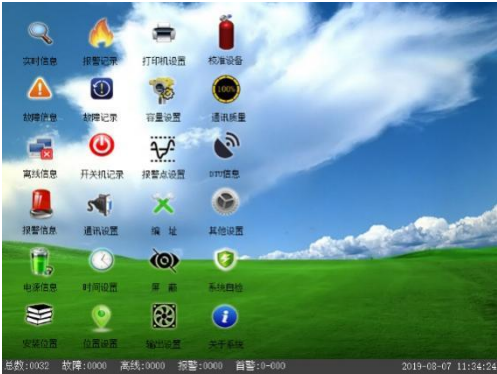 实时信息 报警记录 打印机设置 校准设备
100%
故障信息 故障记录 容量设置 通讯质量
离线信息 开关机记录 报警点设置 DTU信息
报警信息 通讯设置 编 址 其他设置
电源信息 时间设置 屏 蔽 系统自检
安装位置 位置设置 输出设置 关于系统
总数:0032 故障:0000 离线:0000 报警:0000 首警:0-000 2019-08-07 11:34:24